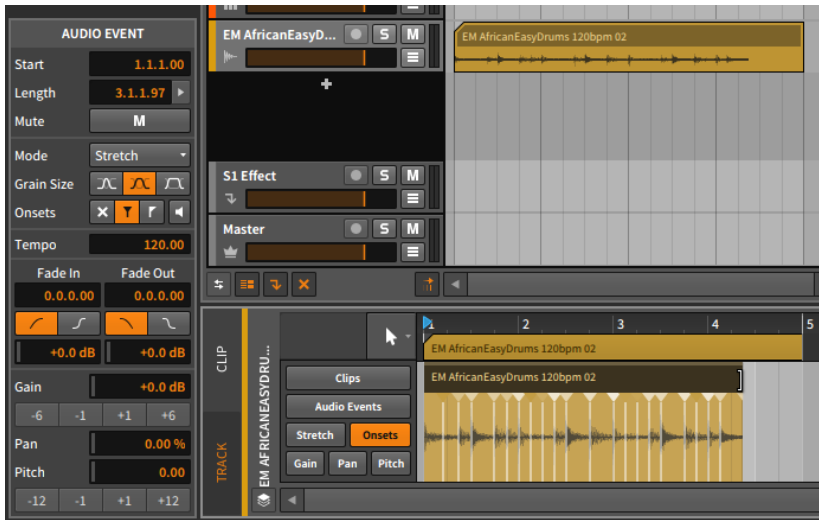 AUDIO EVENT
Start 1.1.1.00
Length 3.1.1.97
Mute M
Mode Stretch
Grain Size
Onsets
Tempo 120.00
Fade In Fade Out
0.0.0.00 0.0.0.00
+0.0 dB +0.0 dB
Gain +0.0 dB
-6 -1 +1 +6
Pan 0.00 %
Pitch 0.00
-12 -1 +1 +12
EM AfricanEasyD... S M
EM AfricanEasyDrums 120bpm 02
S1 Effect S M
Master S M
CLIP
TRACK
EM AFRICANEASYDRU...
Clips
Audio Events
Stretch Onsets
Gain Pan Pitch
1 2 3 4 5
EM AfricanEasyDrums 120bpm 02
EM AfricanEasyDrums 120bpm 02